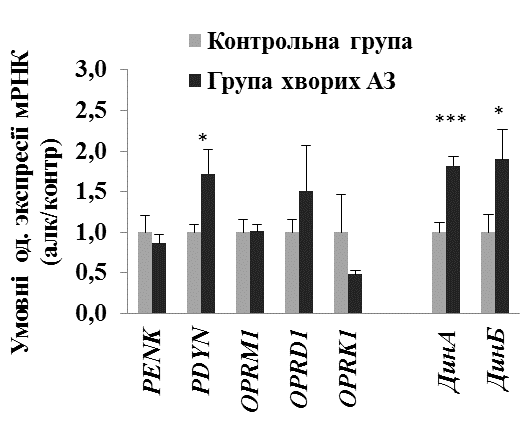 Контрольна група
Група хворих АЗ
Умовні од. экспресії мРНК
(алк/контр)
3,0
2,5
2,0
1,5
1,0
0,5
0,0
*
***
*
PENK
PDYN
OPRM1
OPRD1
OPRK1
ДинА
ДинБ